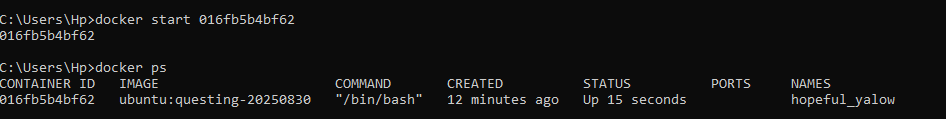 C:\Users\Hp>docker start 016fb5b4bf62
016fb5b4bf62
C:\Users\Hp>docker ps
CONTAINER ID   IMAGE                     COMMAND       CREATED          STATUS          PORTS     NAMES
016fb5b4bf62   ubuntu:questing-20250830   "/bin/bash"   12 minutes ago   Up 15 seconds             hopeful_yalow